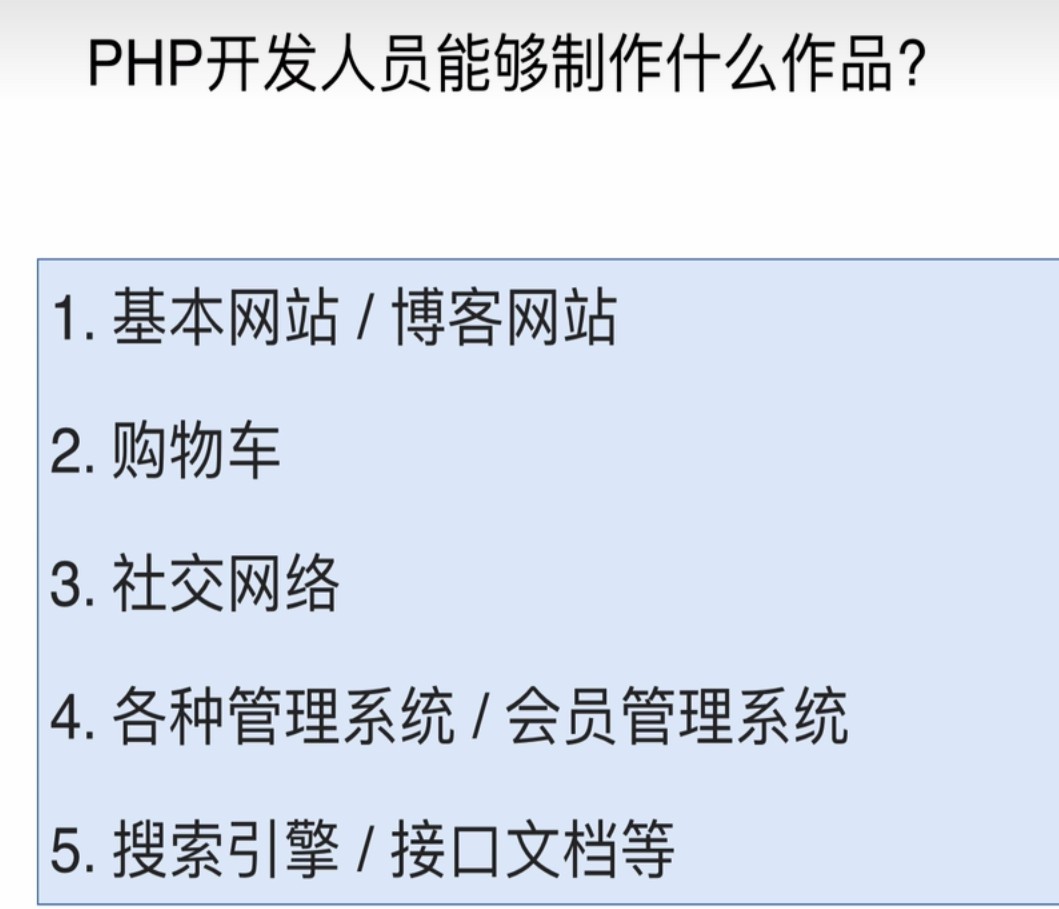 PHP开发人员能够制作什么作品?
1. 基本网站 / 博客网站
2. 购物车
3. 社交网络
4. 各种管理系统 / 会员管理系统
5. 搜索引擎 / 接口文档等